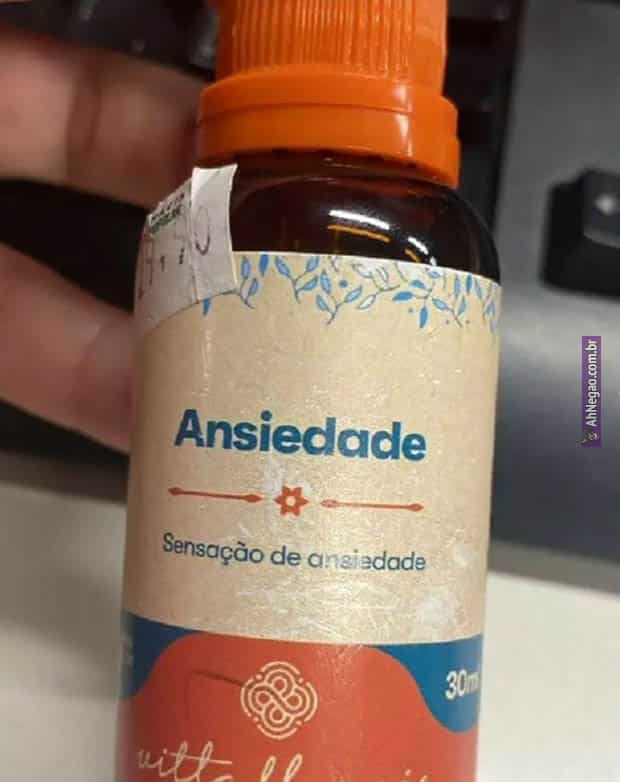 Ansiedade
Sensação de ansiedade
30ml
AhNegao.com.br